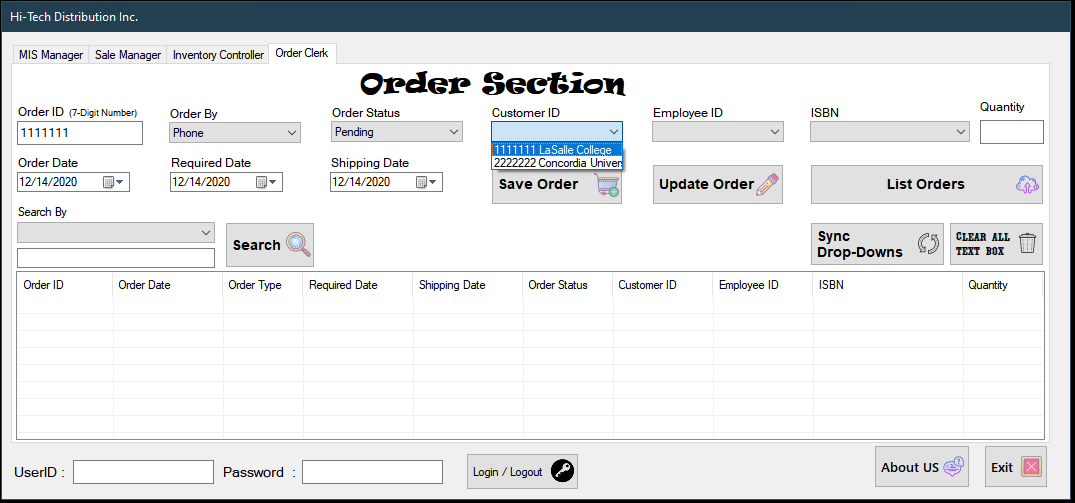 Hi-Tech Distribution Inc.
MIS Manager Sale Manager Inventory Controller Order Clerk
Order Section
Order ID (7-Digit Number) Order By Order Status Customer ID Employee ID ISBN Quantity
1111111 Phone Pending
1111111 LaSalle College
2222222 Concordia Univer
Order Date Required Date Shipping Date
12/14/2020 12/14/2020 12/14/2020
Save Order Update Order List Orders
Search By
Search
Sync
Drop-Downs
CLEAR ALL
TEXT BOX
Order ID Order Date Order Type Required Date Shipping Date Order Status Customer ID Employee ID ISBN Quantity
UserID : Password : Login / Logout About US Exit